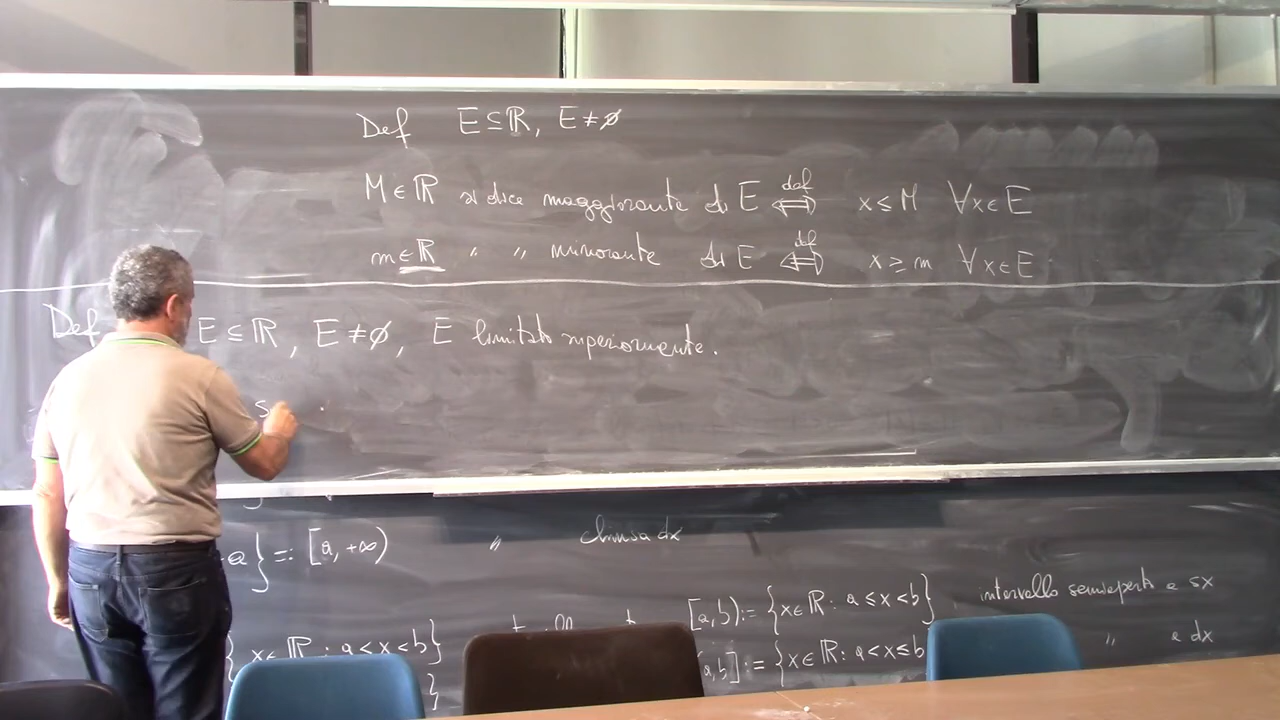 Def E ⊆ ℝ, E ≠ ∅
M ∈ ℝ si dice maggiorante di E ⟺ def x ≤ M ∀x ∈ E
m ∈ ℝ " " minorante di E ⟺ def x ≥ m ∀x ∈ E
Def E ⊆ ℝ, E ≠ ∅, E limitato superiormente.
S
a} =: [a, +∞) " chiusa dx
[a,b) := {x ∈ ℝ : a ≤ x < b} intervallo semiaperto a sx
{x ∈ ℝ : a < x < b}
a,b] := {x ∈ ℝ : a < x ≤ b " a dx
}